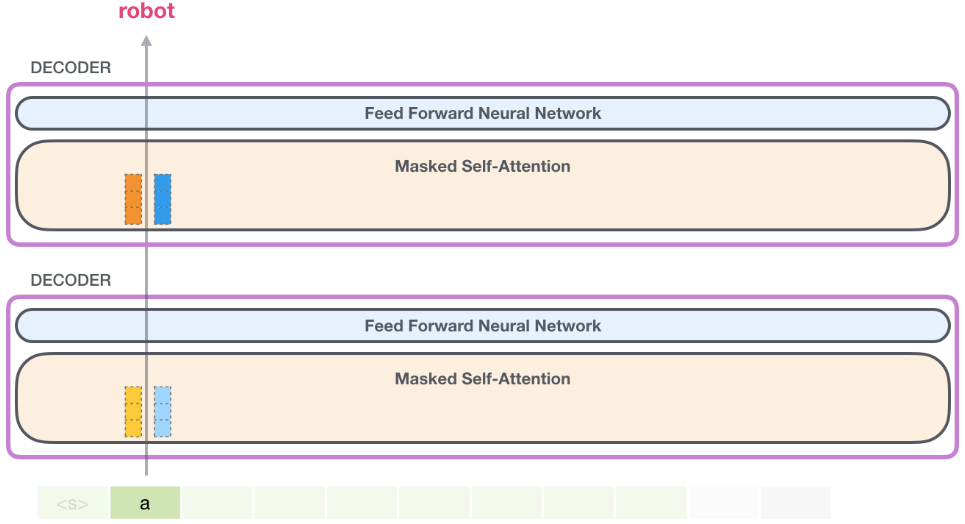 robot
DECODER
Feed Forward Neural Network
Masked Self-Attention
DECODER
Feed Forward Neural Network
Masked Self-Attention
<s> a